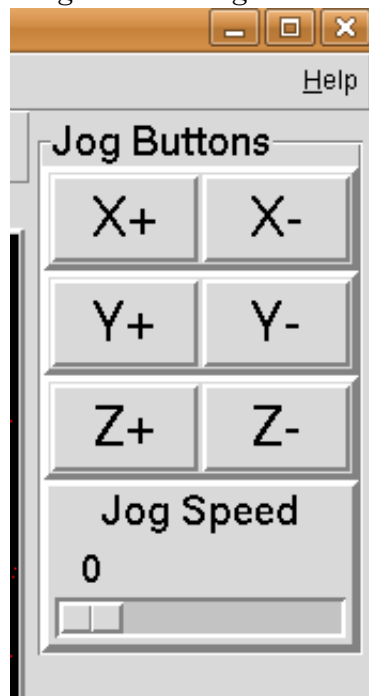 Help
Jog Buttons
X+ X-
Y+ Y-
Z+ Z-
Jog Speed
0